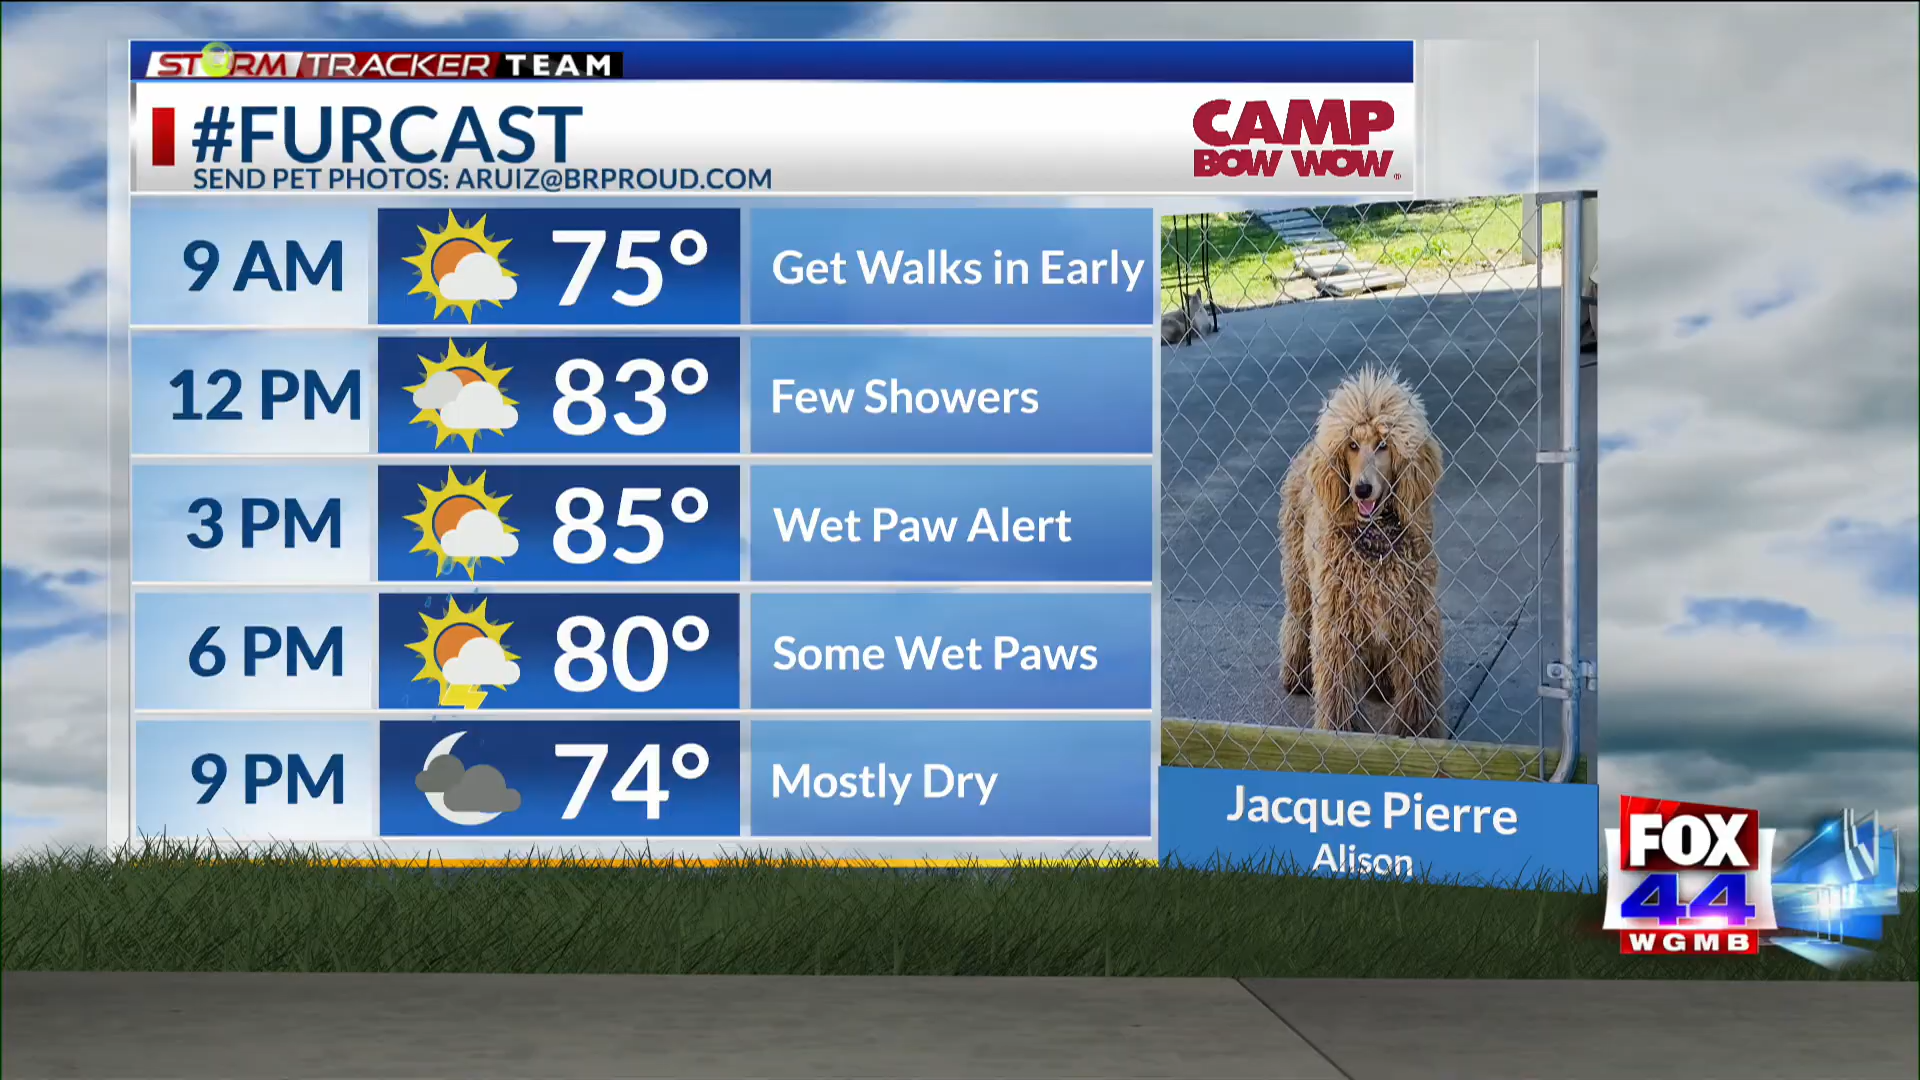 STORM TRACKER TEAM
#FURCAST
SEND PET PHOTOS: ARUIZ@BRPROUD.COM
CAMP
BOW WOW®
9 AM 75° Get Walks in Early
12 PM 83° Few Showers
3 PM 85° Wet Paw Alert
6 PM 80° Some Wet Paws
9 PM 74° Mostly Dry
Jacque Pierre
Alison
FOX
44
WGMB